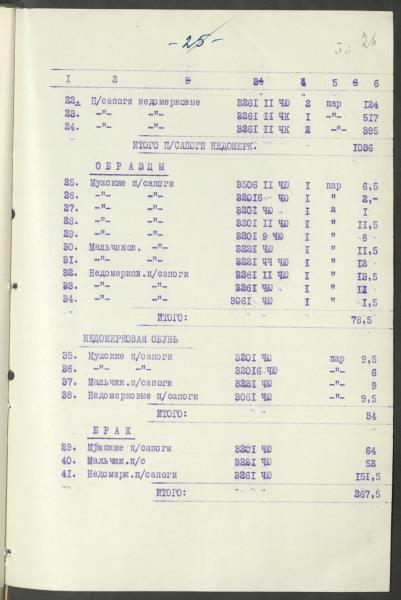 -25-
26
1 2 3 34 4 5 6 6
22. П/сапоги недомерковые 3261 II ЧЮ 2 пар 124
23. -"- -"- 3261 II ЧК 1 -"- 517
24. -"- -"- 3261 II ЧК 2 -"- 395
ИТОГО П/САПОГИ НЕДОМЕРК. 1036
ОБРАЗЦЫ
25. Мужские п/сапоги 3506 II ЧЮ I пар 6,5
26. -"- -"- 32016 ЧЮ I " 2,-
27. -"- -"- 3201 ЧЮ I " I
28. -"- -"- 3201 II ЧЮ I " II,5
29. -"- -"- 3201 9 ЧЮ I " 8
30. Мальчиков. -"- 3221 ЧЮ I " II,5
31. -"- -"- 3221 ЧЧ ЧЮ I " 12
32. Недомерков.п/сапоги 3261 II ЧЮ I " 13,5
33. -"- -"- 3261 ЧЮ I " II
34. -"- -"- 3061 ЧЮ I " I,5
ИТОГО: 78,5
НЕДОМЕРКОВАЯ ОБУВЬ
35. Мужские п/сапоги 3201 ЧЮ пар 9,5
36. -"- -"- 32016 ЧЮ -"- 6
37. Мальчик.п/сапоги 3221 ЧЮ -"- 9
38. Недомерковые п/сапоги 3061 ЧЮ -"- 9,5
ИТОГО: 34
БРАК
39. Мужские п/сапоги 3201 ЧЮ 64
40. Мальчик.п/с 3221 ЧЮ 52
41. Недомерк.п/сапоги 3261 ЧЮ 151,5
ИТОГО: 267,5